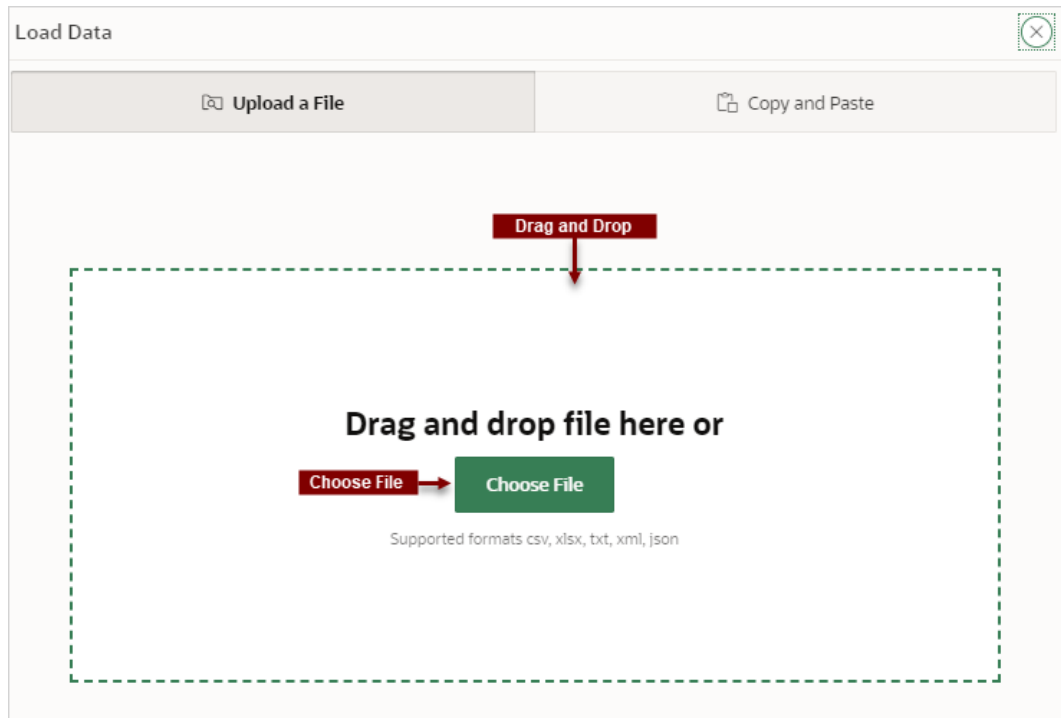 Load Data
Upload a File
Copy and Paste
Drag and Drop
Drag and drop file here or
Choose File
Choose File
Supported formats csv, xlsx, txt, xml, json